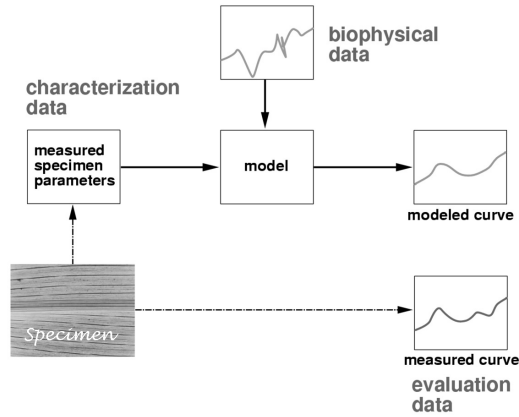 biophysical
data
characterization
data
measured
specimen
parameters
model
modeled curve
Specimen
measured curve
evaluation
data